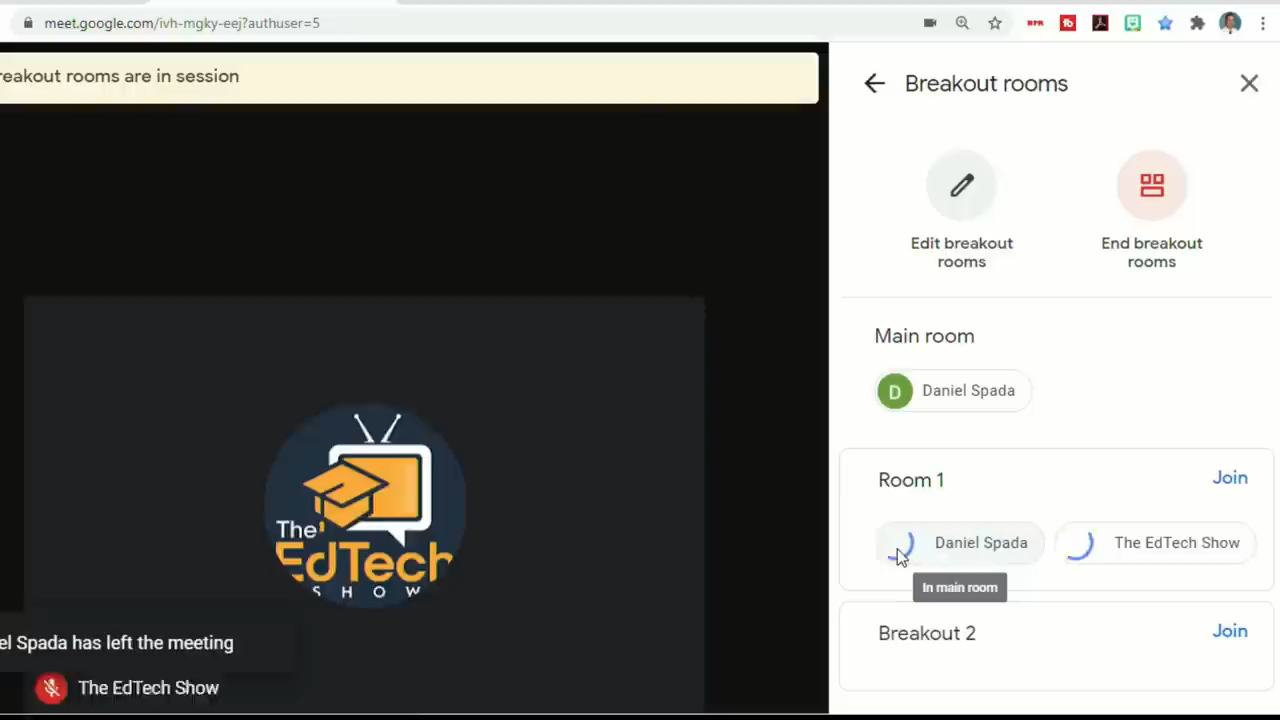 meet.google.com/ivh-mgky-eej?authuser=5
reakout rooms are in session
Breakout rooms
Edit breakout
rooms
End breakout
rooms
Main room
D
Daniel Spada
Room 1
Join
Daniel Spada
The EdTech Show
In main room
Breakout 2
Join
The
EdTech
SHOW
el Spada has left the meeting
The EdTech Show